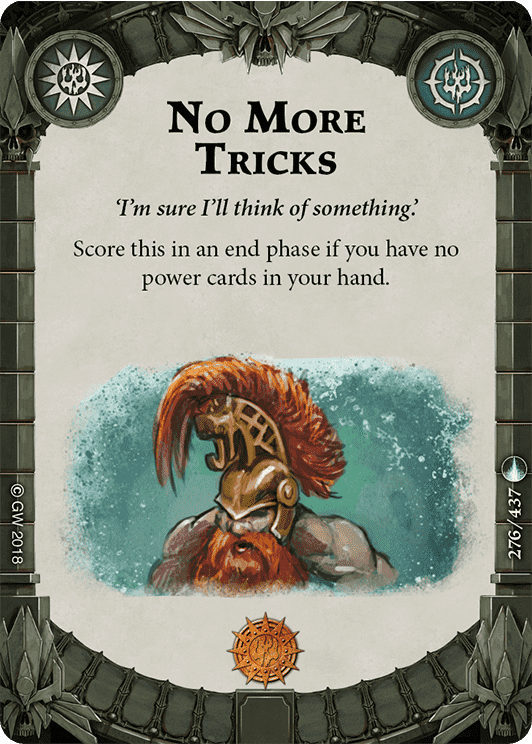 No More
Tricks
‘I’m sure I’ll think of something.’
Score this in an end phase if you have no
power cards in your hand.
© GW 2018
276/437